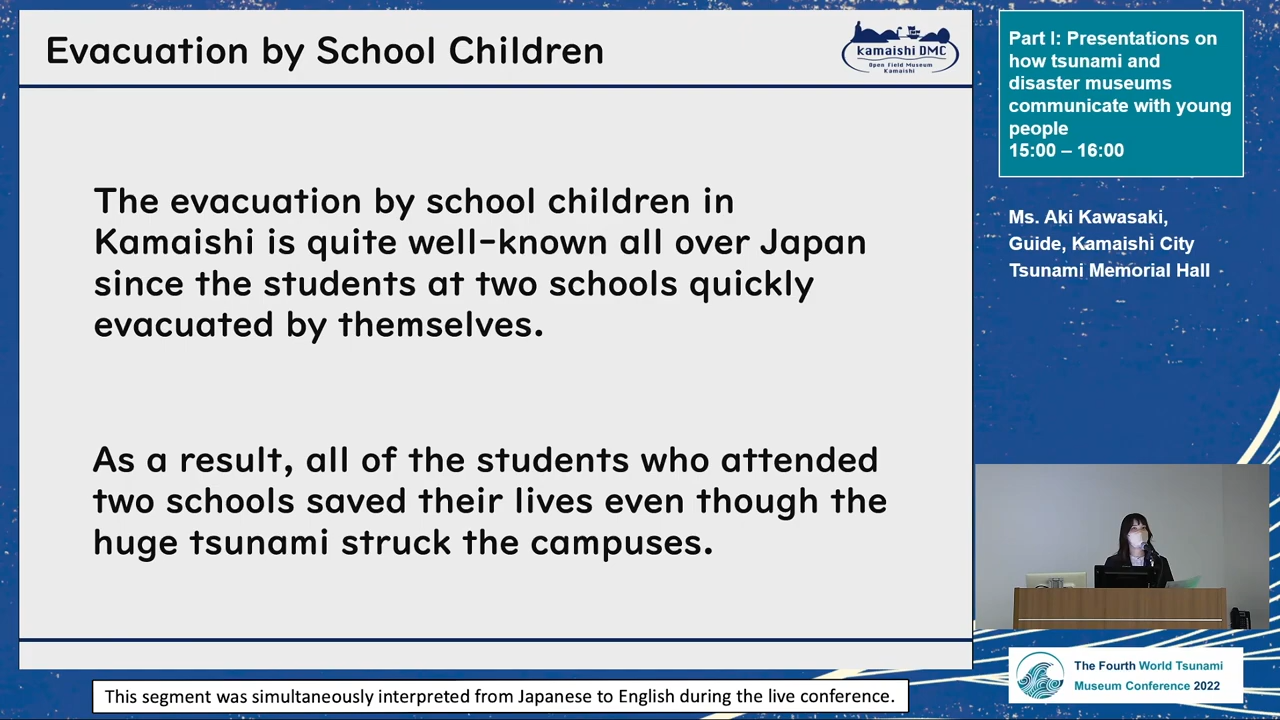 Evacuation by School Children
kamaishi DMC
Open Field Museum
Kamaishi
The evacuation by school children in
Kamaishi is quite well-known all over Japan
since the students at two schools quickly
evacuated by themselves.
As a result, all of the students who attended
two schools saved their lives even though the
huge tsunami struck the campuses.
Part I: Presentations on
how tsunami and
disaster museums
communicate with young
people
15:00 – 16:00
Ms. Aki Kawasaki,
Guide, Kamaishi City
Tsunami Memorial Hall
The Fourth World Tsunami
Museum Conference 2022
This segment was simultaneously interpreted from Japanese to English during the live conference.